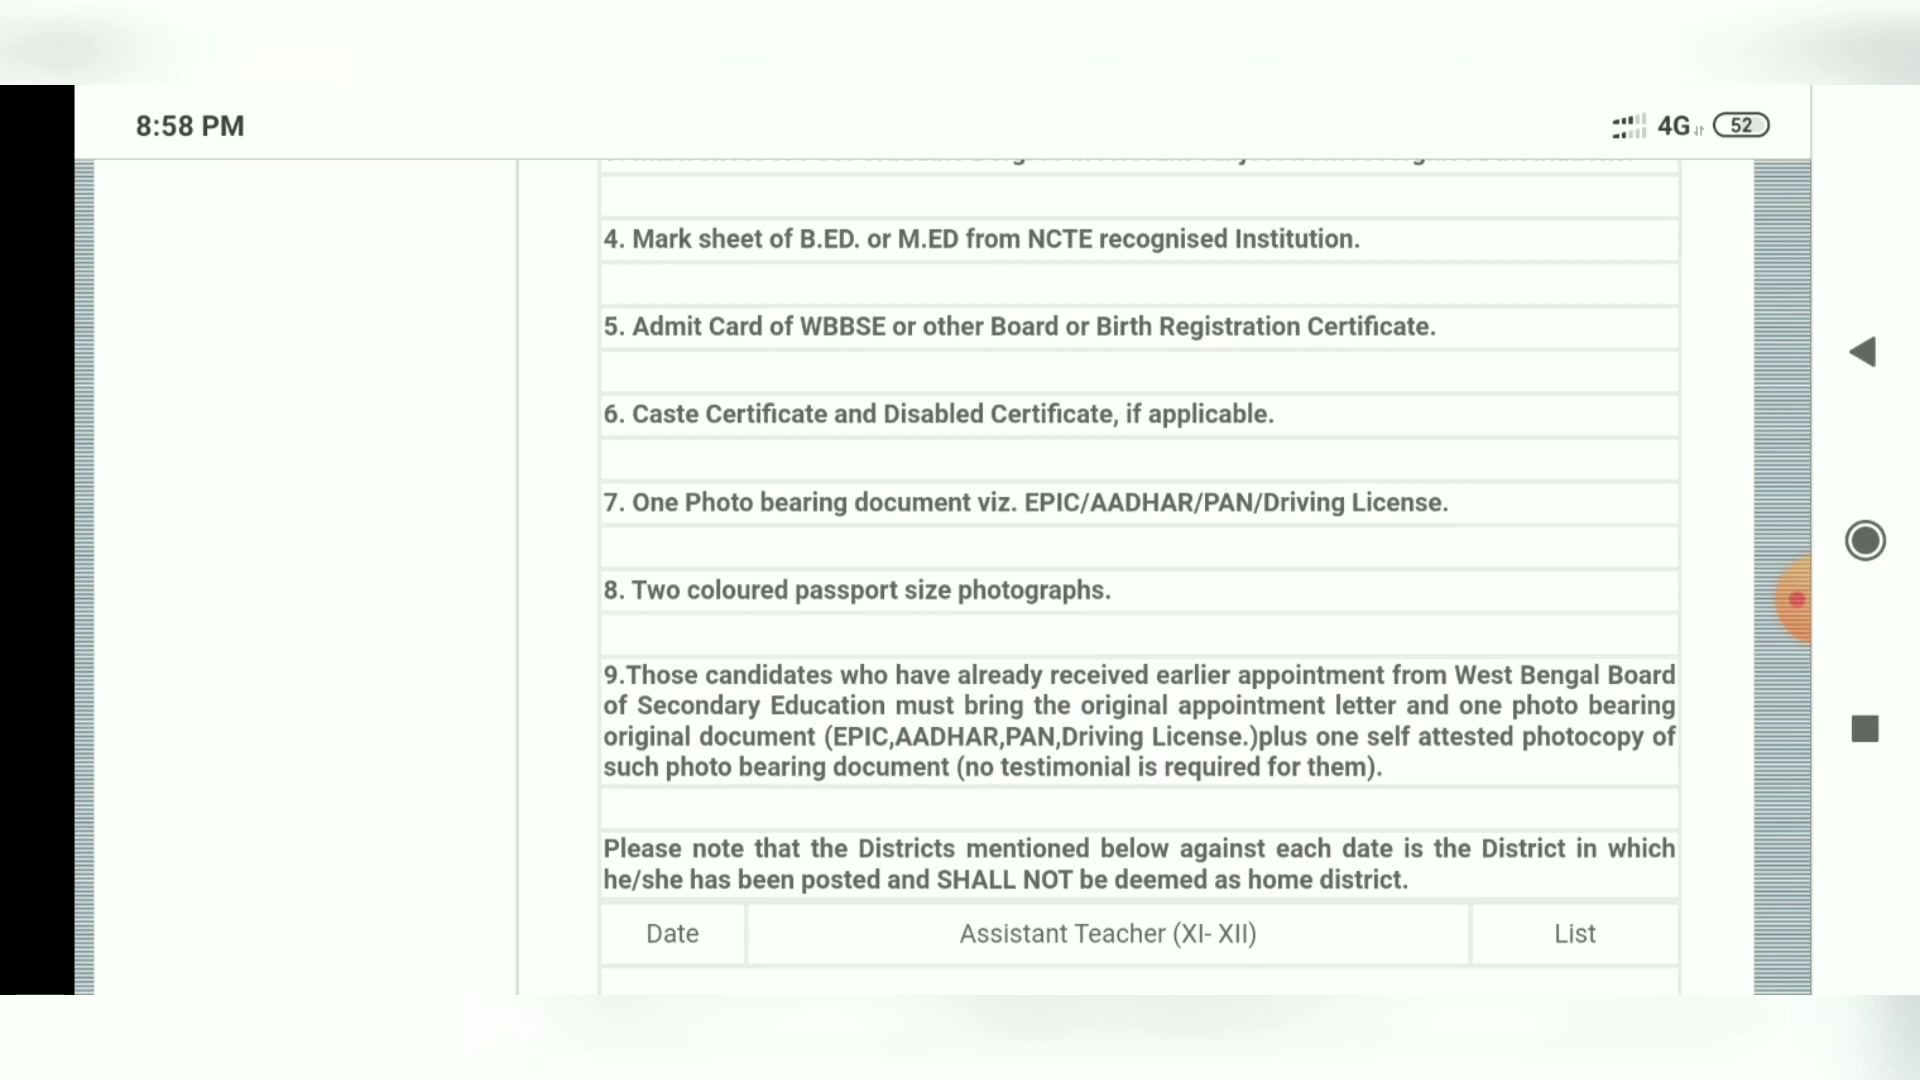 8:58 PM
4G 52
4. Mark sheet of B.ED. or M.ED from NCTE recognised Institution.
5. Admit Card of WBBSE or other Board or Birth Registration Certificate.
6. Caste Certificate and Disabled Certificate, if applicable.
7. One Photo bearing document viz. EPIC/AADHAR/PAN/Driving License.
8. Two coloured passport size photographs.
9.Those candidates who have already received earlier appointment from West Bengal Board
of Secondary Education must bring the original appointment letter and one photo bearing
original document (EPIC,AADHAR,PAN,Driving License.)plus one self attested photocopy of
such photo bearing document (no testimonial is required for them).
Please note that the Districts mentioned below against each date is the District in which
he/she has been posted and SHALL NOT be deemed as home district.
Date Assistant Teacher (XI- XII) List